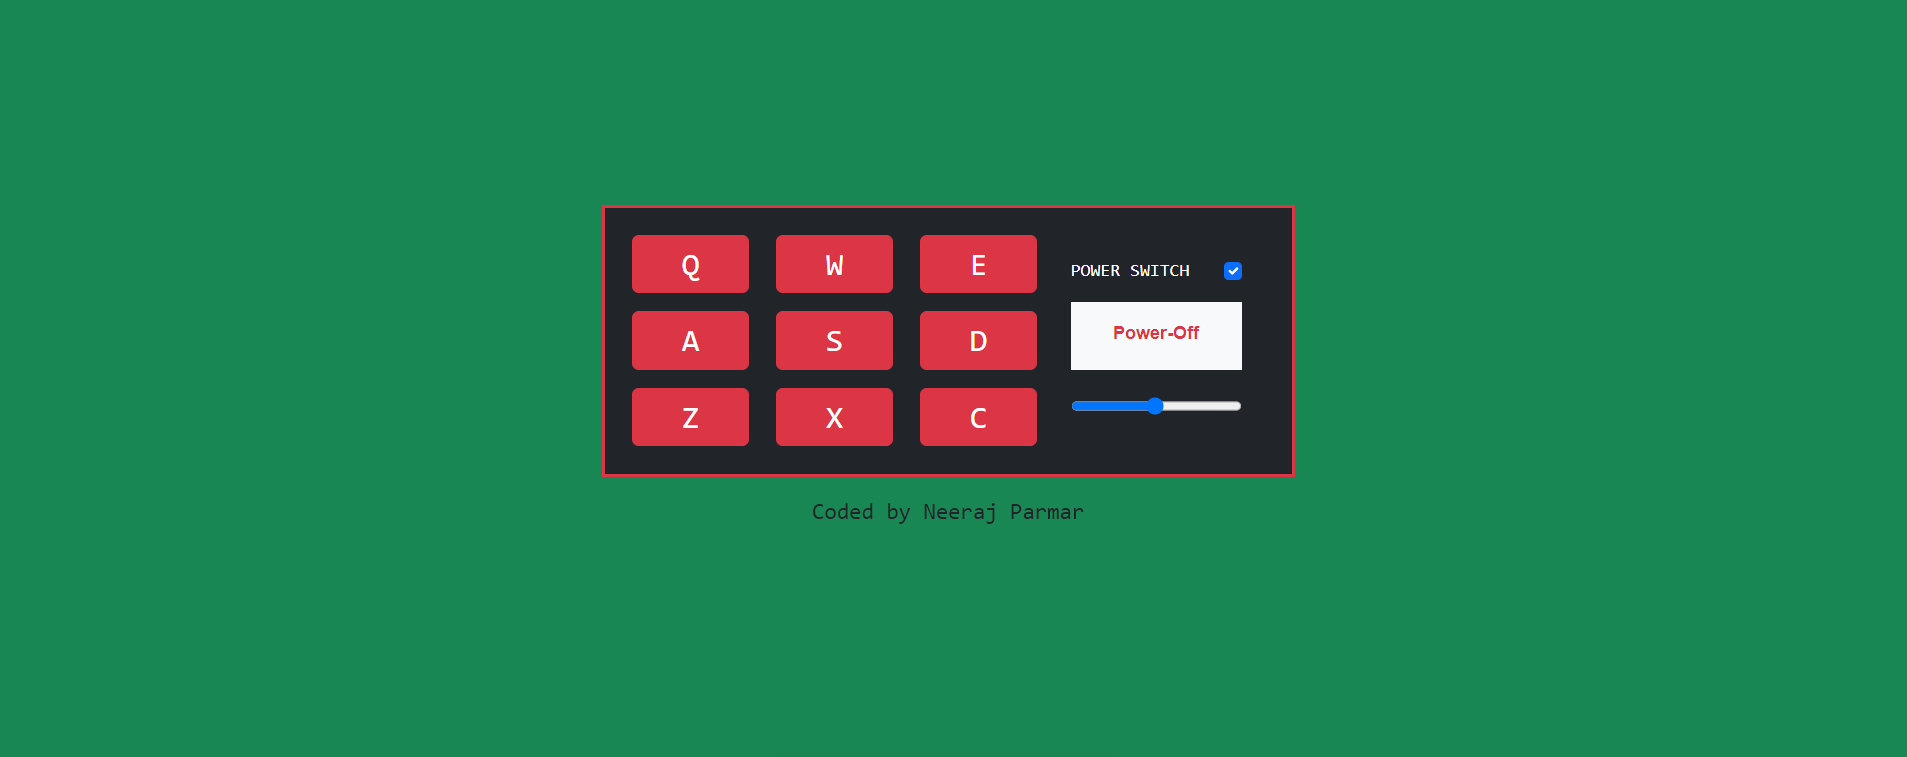 Q W E
POWER SWITCH
Power-Off
A S D
Z X C
Coded by Neeraj Parmar